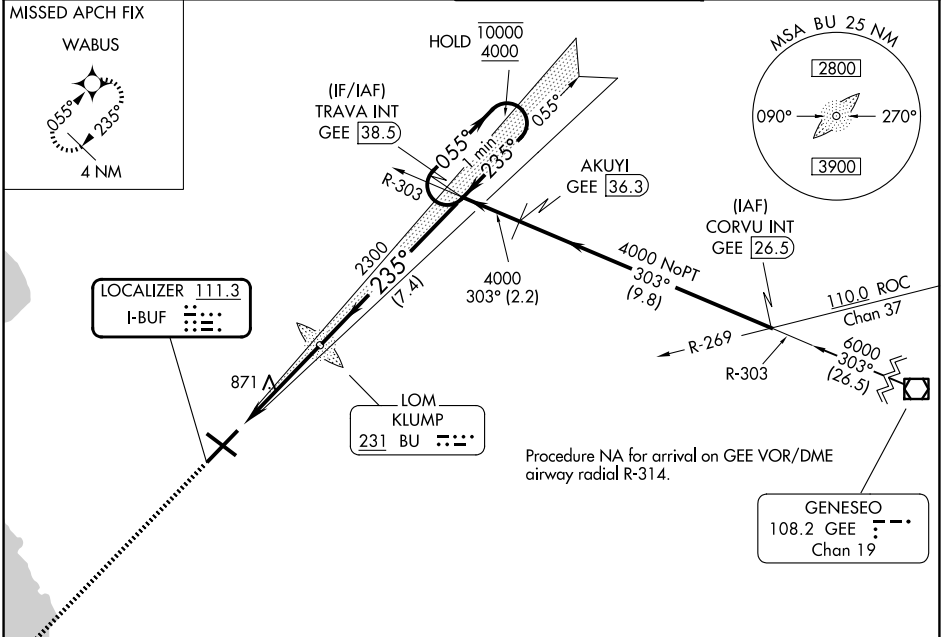 MISSED APCH FIX
WABUS
055°
235°
4 NM
HOLD 10000
4000
(IF/IAF)
TRAVA INT
GEE 38.5
055°
1 min
235°
055°
R-303
MSA BU 25 NM
2800
090°
270°
3900
AKUYI
GEE 36.3
(IAF)
CORVU INT
GEE 26.5
4000 NoPT
303°
(9.8)
4000
303° (2.2)
2300
235°
(7.4)
LOCALIZER 111.3
I-BUF
110.0 ROC
Chan 37
R-269
R-303
6000
303°
(26.5)
871
LOM
KLUMP
231 BU
Procedure NA for arrival on GEE VOR/DME
airway radial R-314.
GENESEO
108.2 GEE
Chan 19